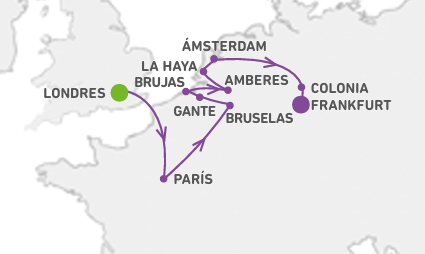 ÁMSTERDAM
LA HAYA
BRUJAS
AMBERES
LONDRES
COLONIA
FRANKFURT
GANTE
BRUSELAS
PARÍS